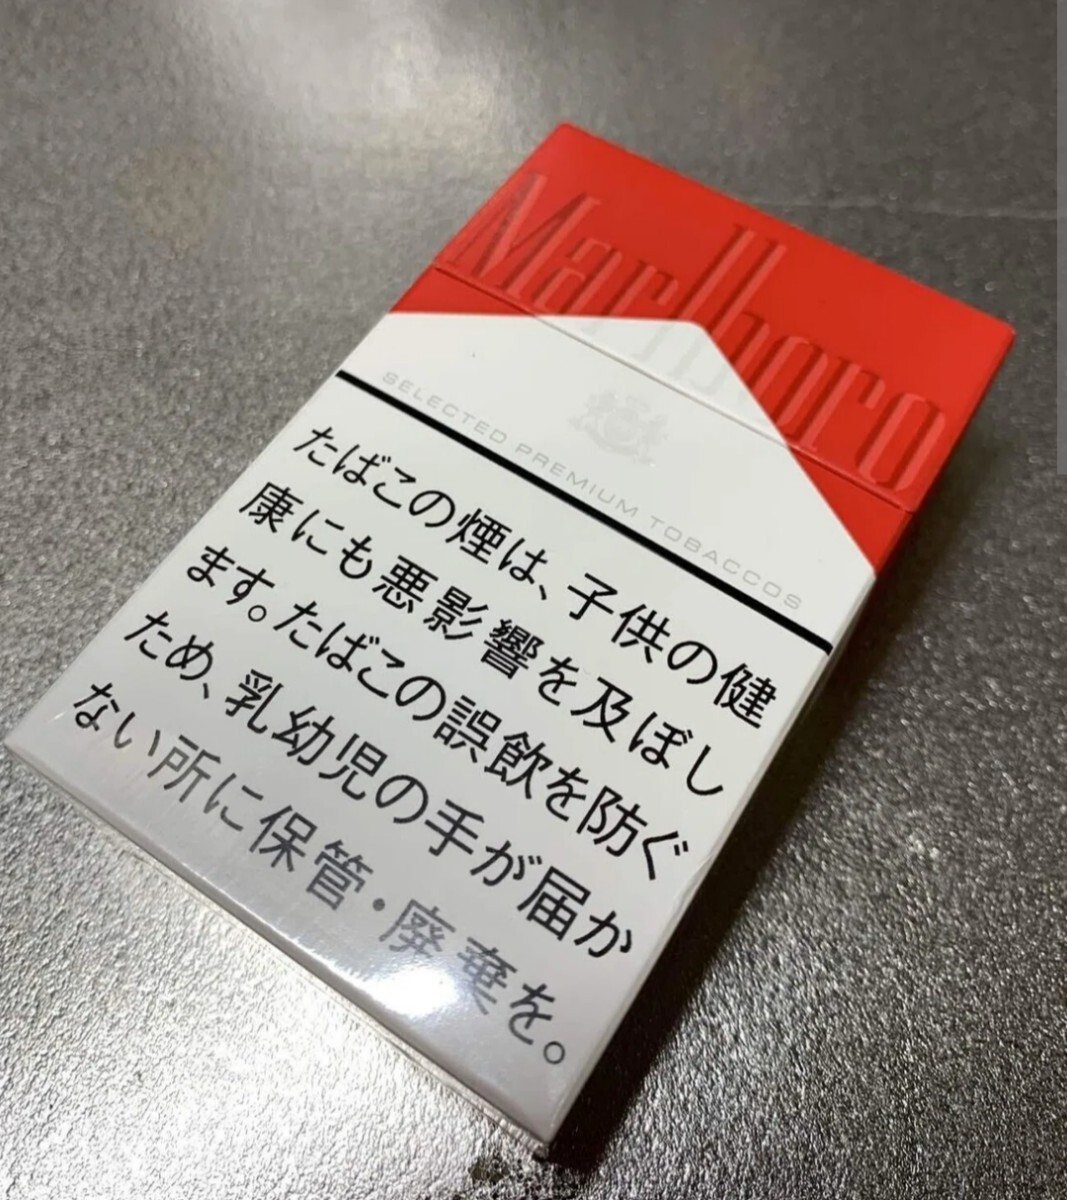 Marlboro
SELECTED PREMIUM TOBACCOS
たばこの煙は、子供の健
康にも悪影響を及ぼし
ます。たばこの誤飲を防ぐ
ため、乳幼児の手が届か
ない所に保管・廃棄を。